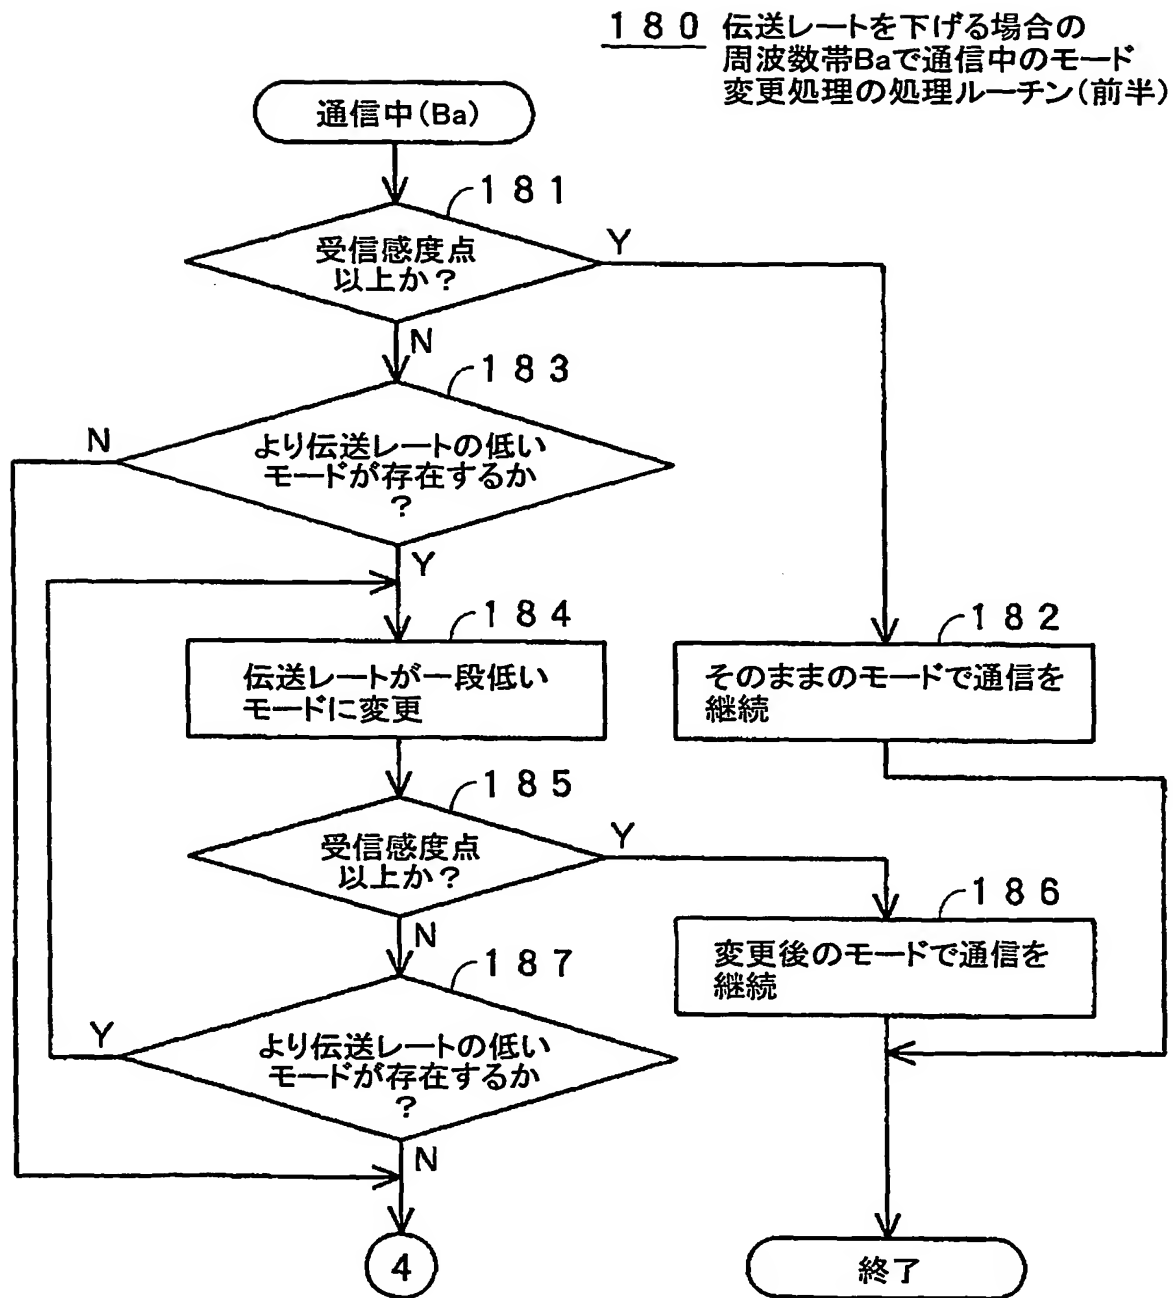 180 伝送レートを下げる場合の
周波数帯Baで通信中のモード
変更処理の処理ルーチン(前半)
通信中(Ba)
181
受信感度点
以上か?
Y
N
183
より伝送レートの低い
モードが存在するか
?
N
Y
184
伝送レートが一段低い
モードに変更
182
そのままのモードで通信を
継続
185
受信感度点
以上か?
Y
N
186
変更後のモードで通信を
継続
187
より伝送レートの低い
モードが存在するか
?
Y
N
4
終了